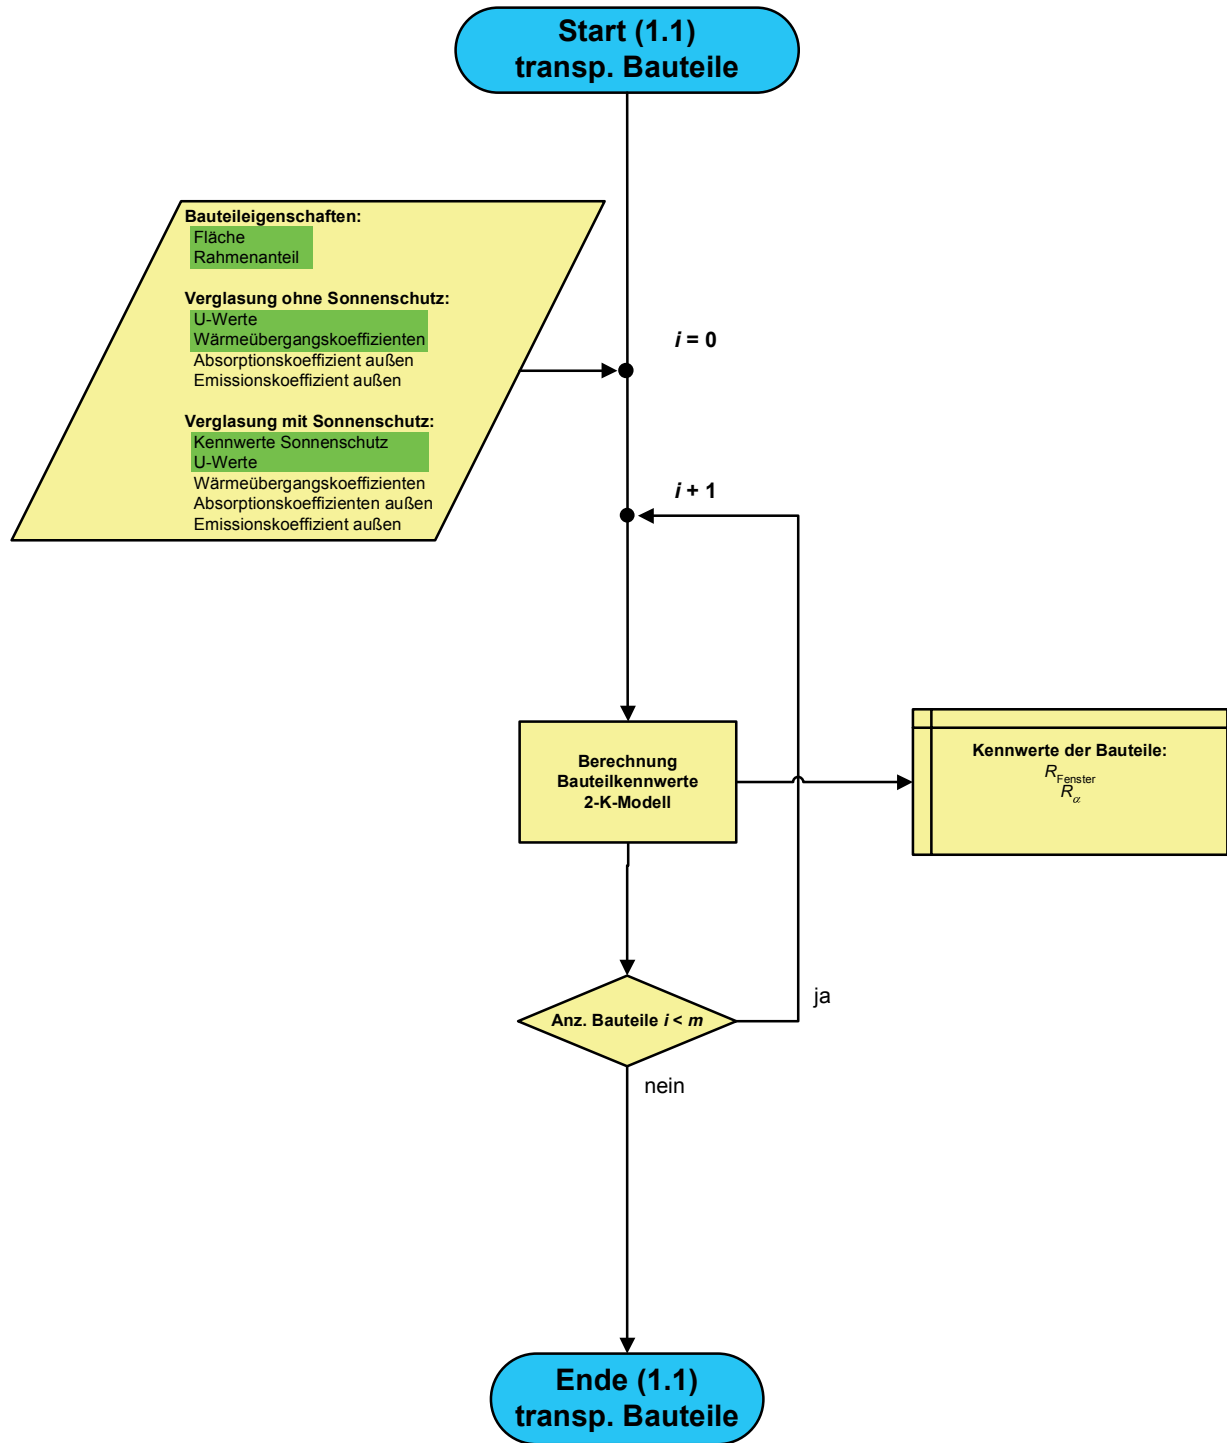 Start (1.1)
transp. Bauteile
Bauteileigenschaften:
Fläche
Rahmenanteil
Verglasung ohne Sonnenschutz:
U-Werte
Wärmeübergangskoeffizienten
Absorptionskoeffizient außen
Emissionskoeffizient außen
Verglasung mit Sonnenschutz:
Kennwerte Sonnenschutz
U-Werte
Wärmeübergangskoeffizienten
Absorptionskoeffizienten außen
Emissionskoeffizient außen
i = 0
i + 1
Berechnung
Bauteilkennwerte
2-K-Modell
Kennwerte der Bauteile:
R_Fenster
R_α
Anz. Bauteile i < m
ja
nein
Ende (1.1)
transp. Bauteile